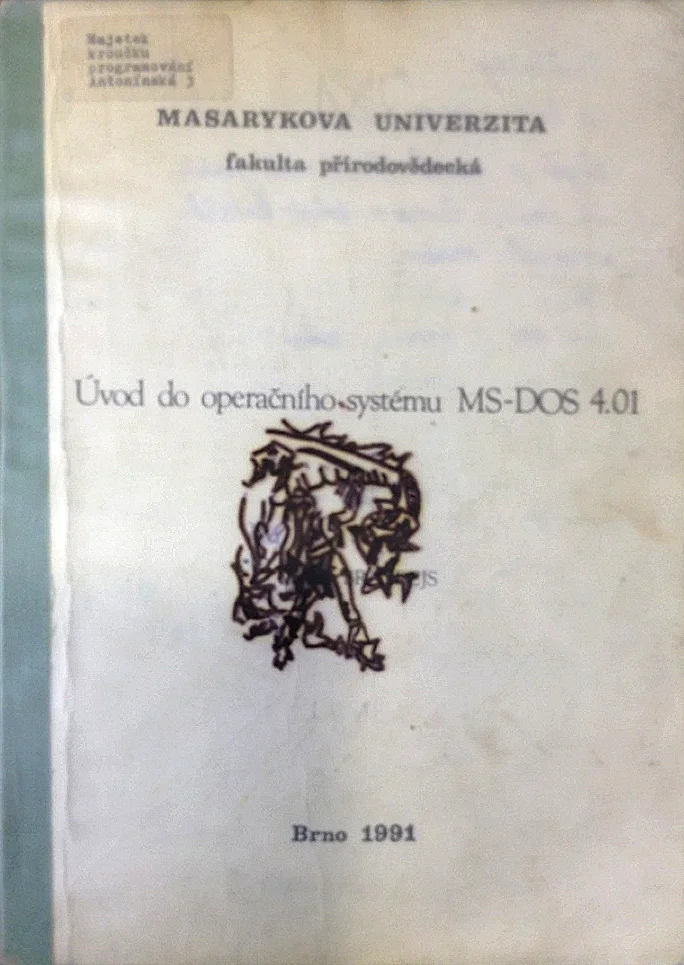 Majetek
kroužku
programování
Antonínská 3
MASARYKOVA UNIVERZITA
fakulta přírodovědecká
Úvod do operačního systému MS-DOS 4.01
Brno 1991